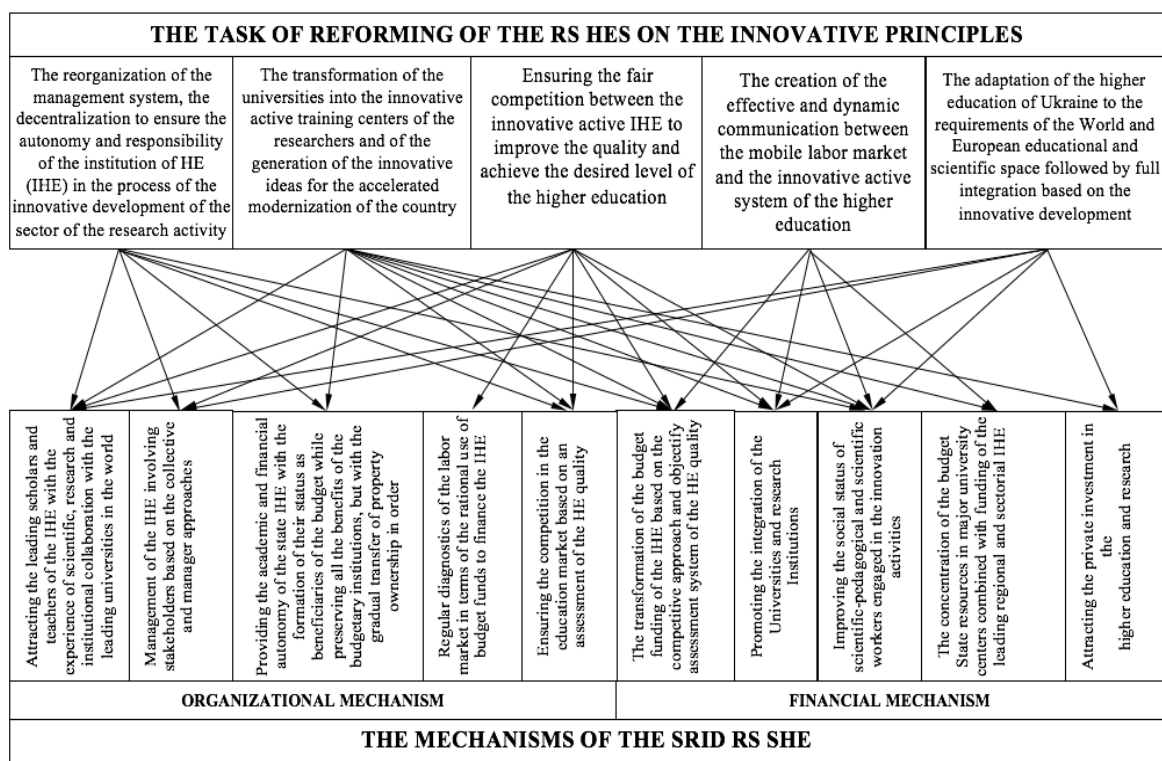 THE TASK OF REFORMING OF THE RS HES ON THE INNOVATIVE PRINCIPLES
The reorganization of the
management system, the
decentralization to ensure the
autonomy and responsibility
of the institution of HE
(IHE) in the process of the
innovative development of the
sector of the research activity
The transformation of the
universities into the innovative
active training centers of the
researchers and of the
generation of the innovative
ideas for the accelerated
modernization of the country
Ensuring the fair
competition between the
innovative active IHE to
improve the quality and
achieve the desired level of
the higher education
The creation of the
effective and dynamic
communication between
the mobile labor market
and the innovative active
system of the higher
education
The adaptation of the higher
education of Ukraine to the
requirements of the World and
European educational and
scientific space followed by full
integration based on the
innovative development
Attracting the leading scholars and
teachers of the IHE with the
experience of scientific, research and
institutional collaboration with the
leading universities in the world
Management of the IHE involving
stakeholders based on the collective
and manager approaches
Providing the academic and financial
autonomy of the state IHE with the
formation of their status as
beneficiaries of the budget while
preserving all the benefits of the
budgetary institutions, but with the
gradual transfer of property
ownership in order
Regular diagnostics of the labor
market in terms of the rational use of
budget funds to finance the IHE
Ensuring the competition in the
education market based on an
assessment of the HE quality
The transformation of the budget
funding of the IHE based on the
competitive approach and objectify
assessment system of the HE quality
Promoting the integration of the
Universities and research
Institutions
Improving the social status of
scientific-pedagogical and scientific
workers engaged in the innovation
activities
The concentration of the budget
State resources in major university
centers combined with funding of the
leading regional and sectorial IHE
Attracting the private investment in
the
higher education and research
ORGANIZATIONAL MECHANISM
FINANCIAL MECHANISM
THE MECHANISMS OF THE SRID RS SHE